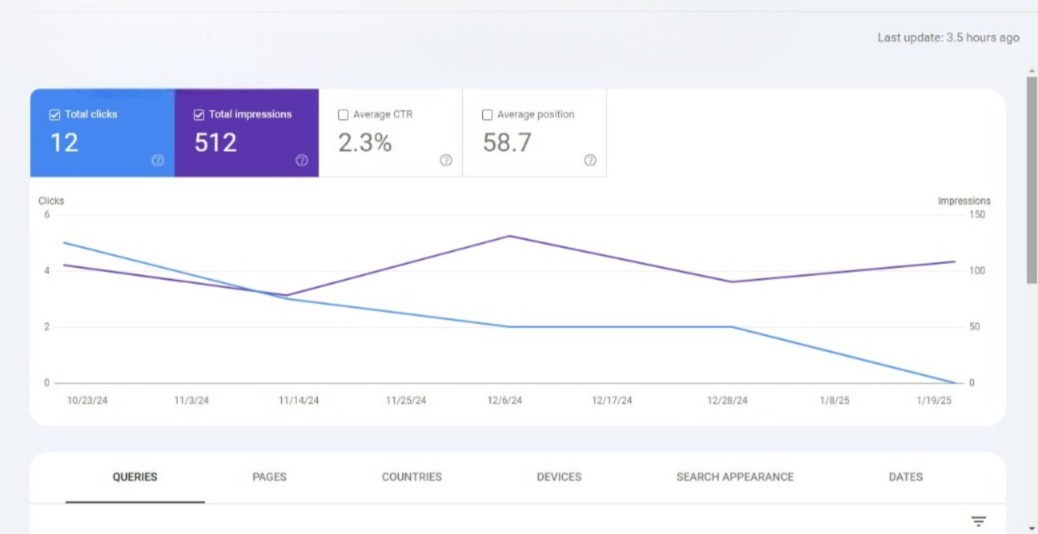 Last update: 3.5 hours ago
Total clicks
12
Total impressions
512
Average CTR
2.3%
Average position
58.7
Clicks
Impressions
6
150
4
100
2
50
0
0
10/23/24 11/3/24 11/14/24 11/25/24 12/6/24 12/17/24 12/28/24 1/8/25 1/19/25
QUERIES PAGES COUNTRIES DEVICES SEARCH APPEARANCE DATES